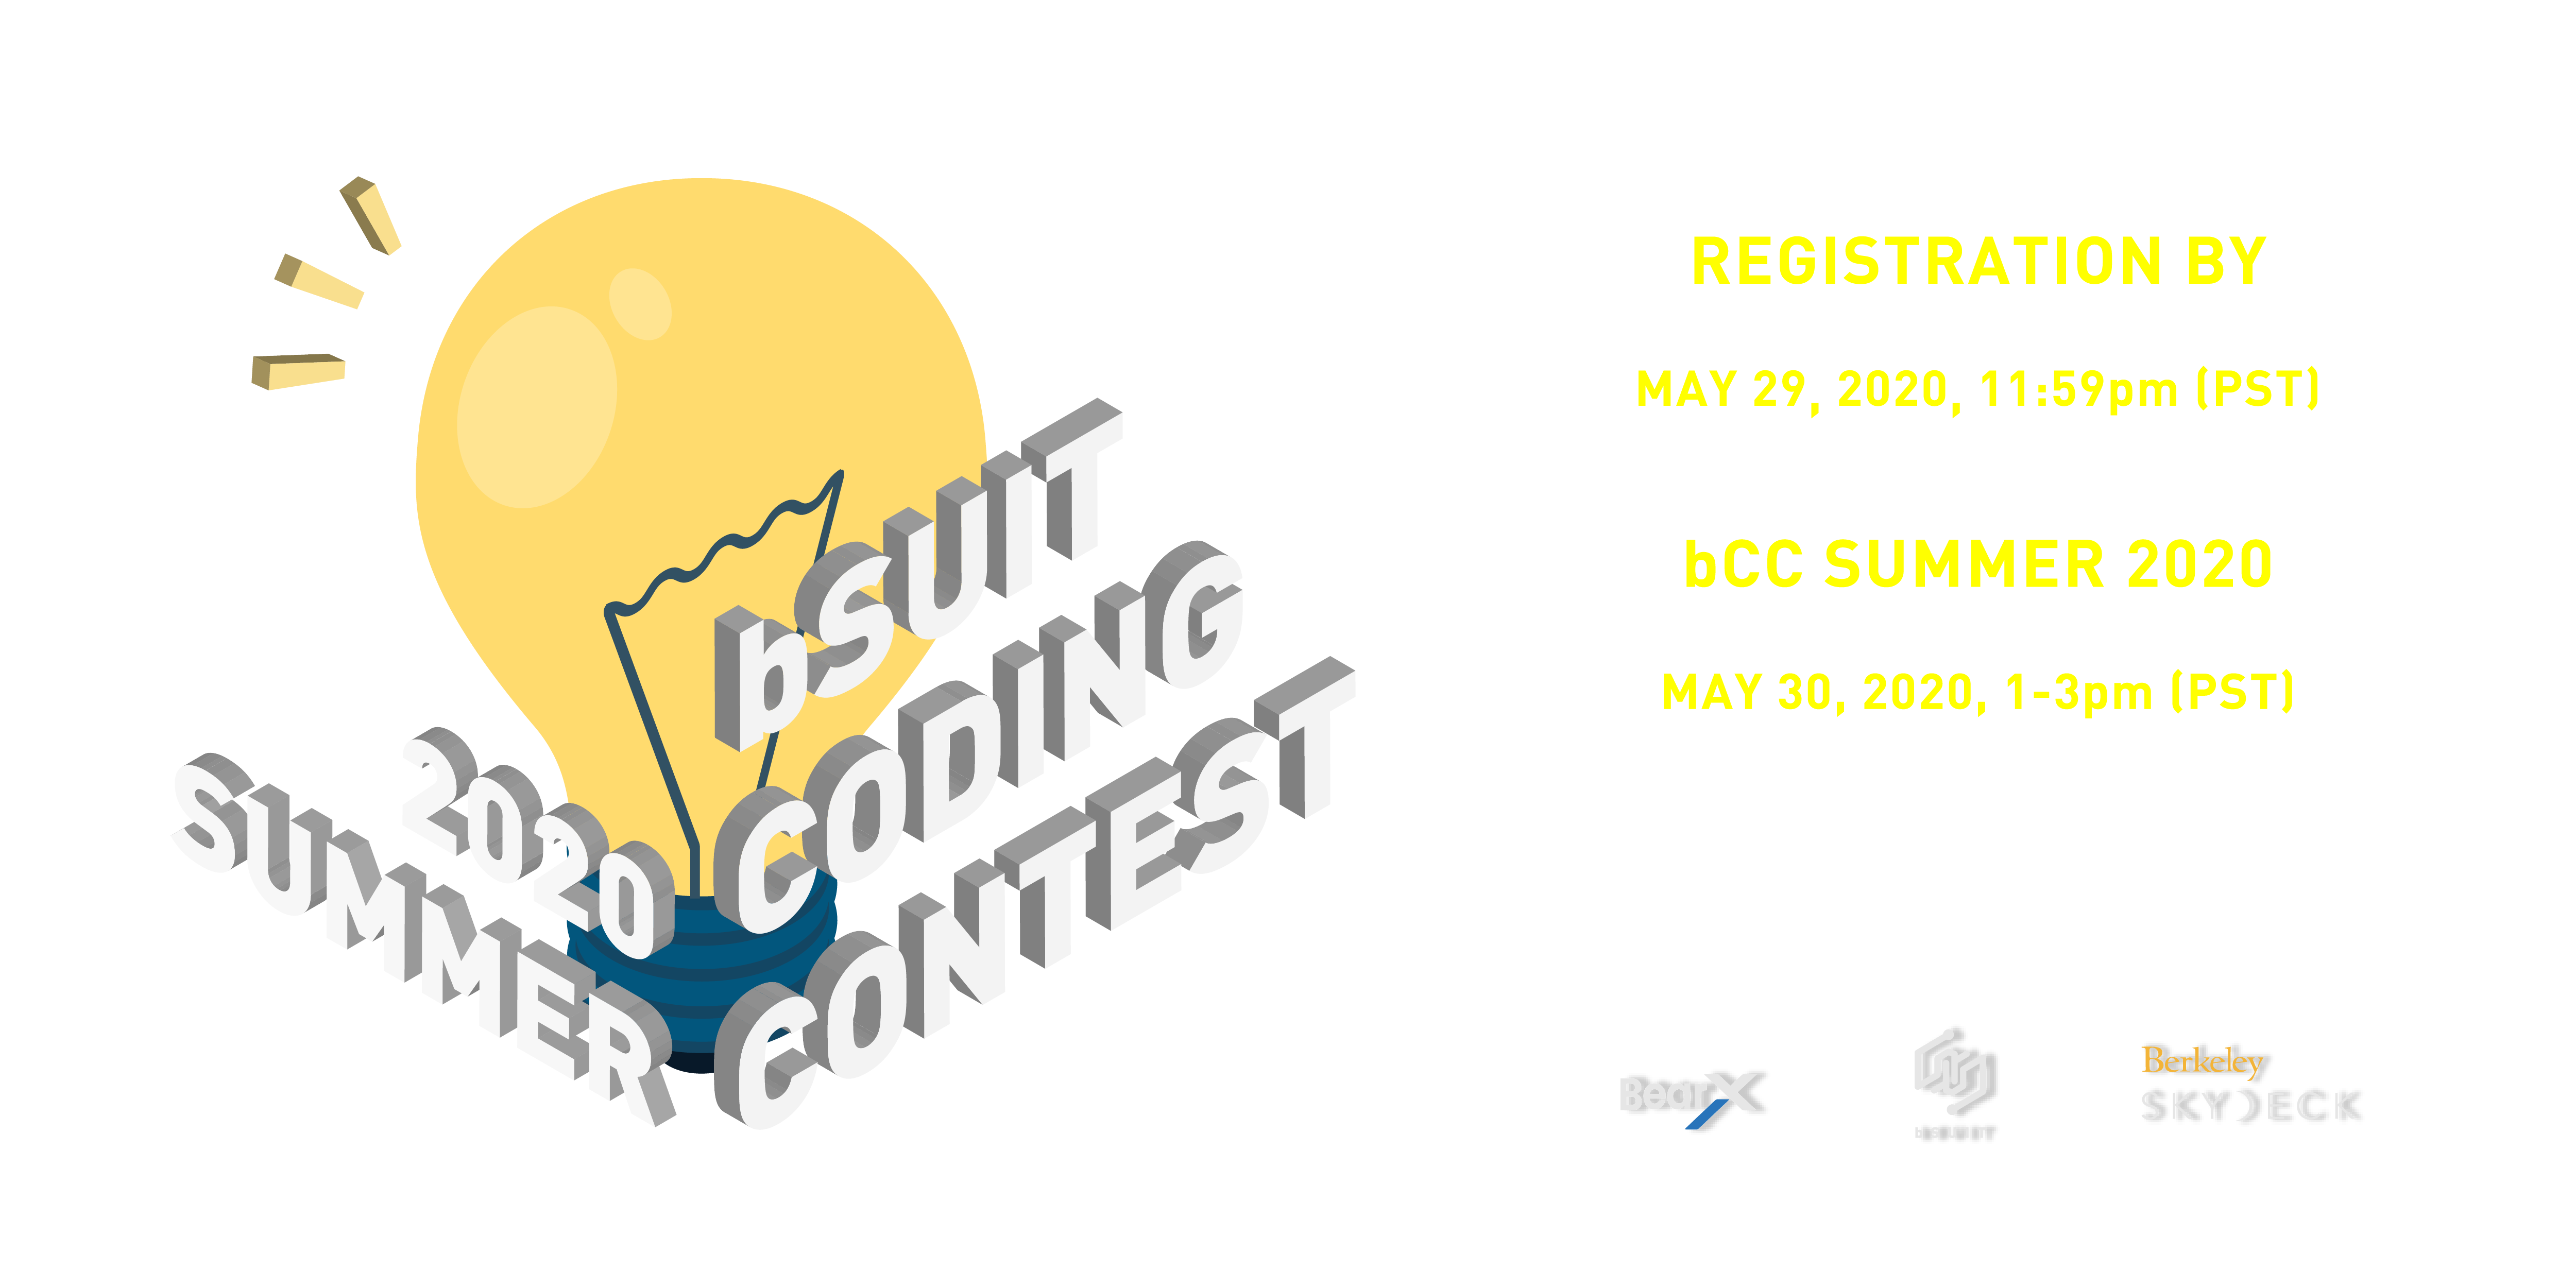 bSUIT
CODING
CONTEST
2020
SUMMER
REGISTRATION BY
MAY 29, 2020, 11:59pm (PST)
bCC SUMMER 2020
MAY 30, 2020, 1-3pm (PST)
BearX
bSUIT
Berkeley
SKYDECK